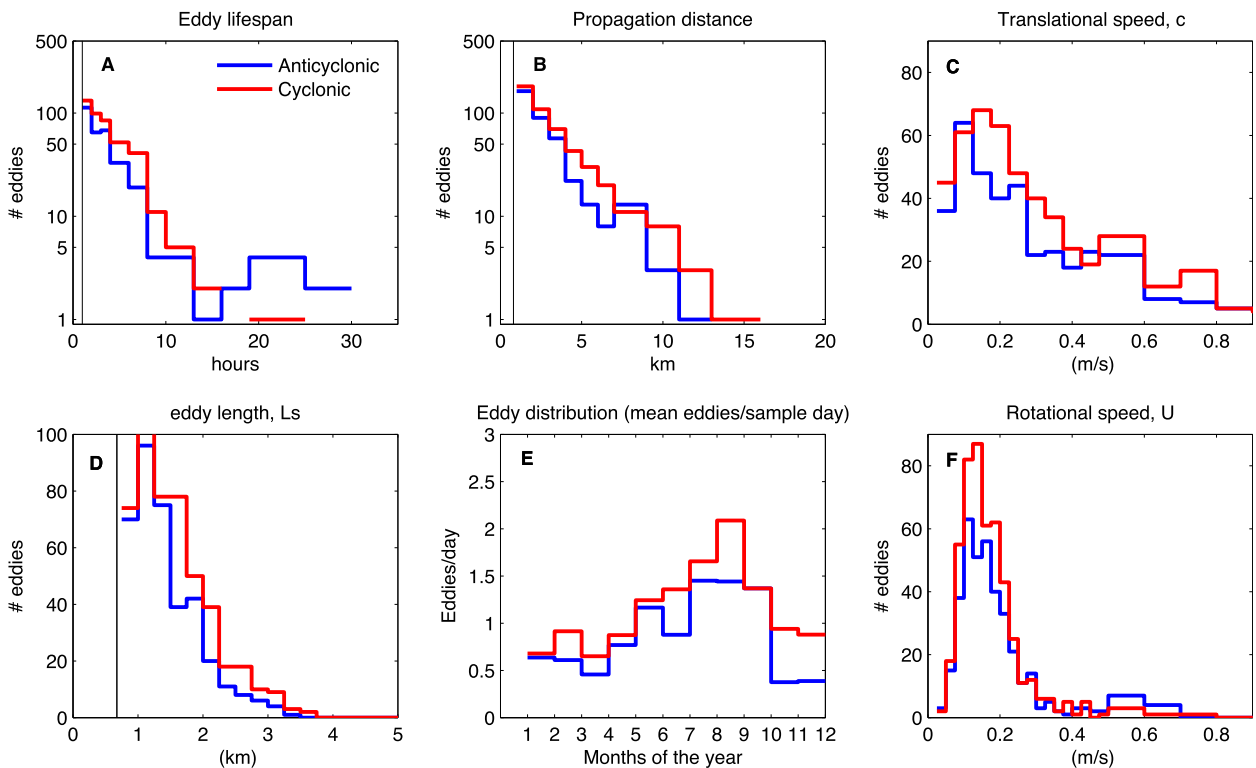 Eddy lifespan
Propagation distance
Translational speed, c
A
B
C
Anticyclonic
Cyclonic
500
100
50
10
5
1
# eddies
0
10
20
30
hours
500
100
50
10
5
1
# eddies
0
5
10
15
20
km
80
60
40
20
0
# eddies
0
0.2
0.4
0.6
0.8
(m/s)
eddy length, Ls
Eddy distribution (mean eddies/sample day)
Rotational speed, U
D
E
F
100
80
60
40
20
0
# eddies
0
1
2
3
4
5
(km)
3
2.5
2
1.5
1
0.5
0
Eddies/day
1 2 3 4 5 6 7 8 9 10 11 12
Months of the year
80
60
40
20
0
# eddies
0
0.2
0.4
0.6
0.8
(m/s)